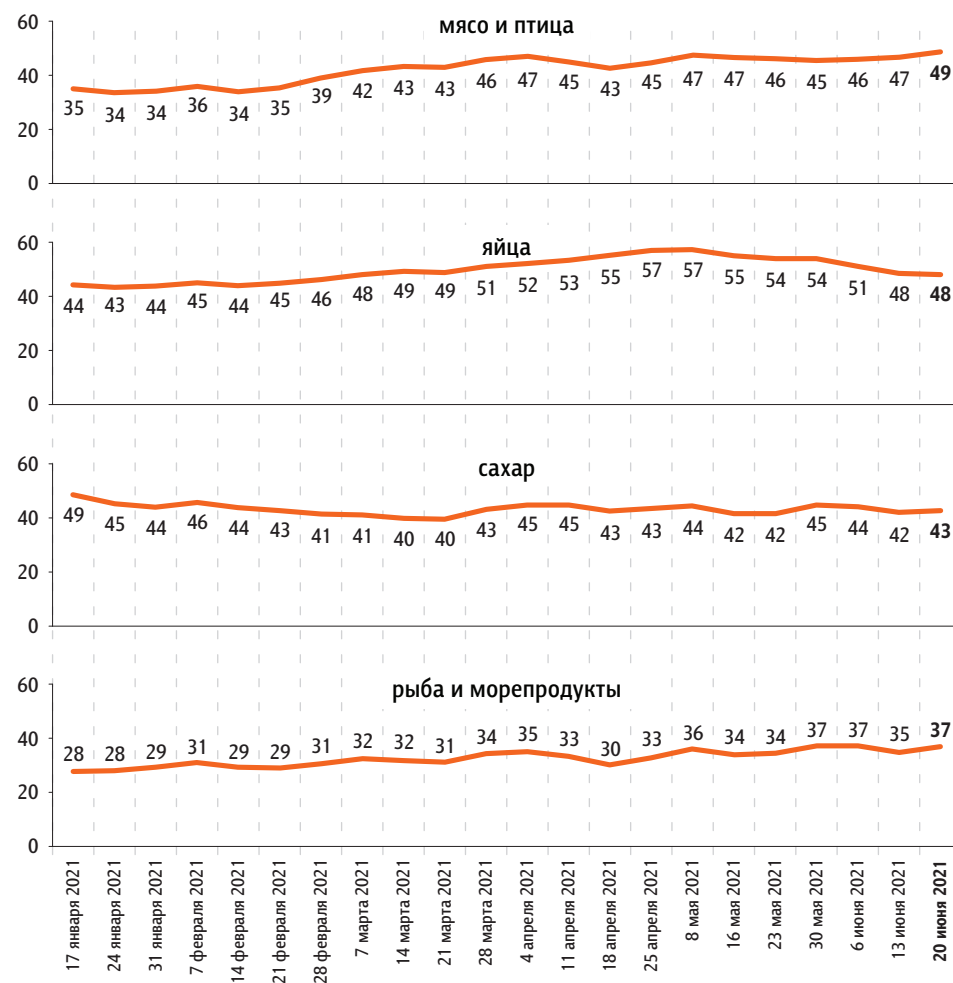 мясо и птица
60
40
20
0
35 34 34 36 34 35 39 42 43 43 46 47 45 43 45 47 47 46 45 46 47 49
яйца
60
40
20
0
44 43 44 45 44 45 46 48 49 49 51 52 53 55 57 57 55 54 54 51 48 48
сахар
60
40
20
0
49 45 44 46 44 43 41 41 40 40 43 45 45 43 43 44 42 42 45 44 42 43
рыба и морепродукты
60
40
20
0
28 28 29 31 29 29 31 32 32 31 34 35 33 30 33 36 34 34 37 37 35 37
17 января 2021
24 января 2021
31 января 2021
7 февраля 2021
14 февраля 2021
21 февраля 2021
28 февраля 2021
7 марта 2021
14 марта 2021
21 марта 2021
28 марта 2021
4 апреля 2021
11 апреля 2021
18 апреля 2021
25 апреля 2021
8 мая 2021
16 мая 2021
23 мая 2021
30 мая 2021
6 июня 2021
13 июня 2021
20 июня 2021